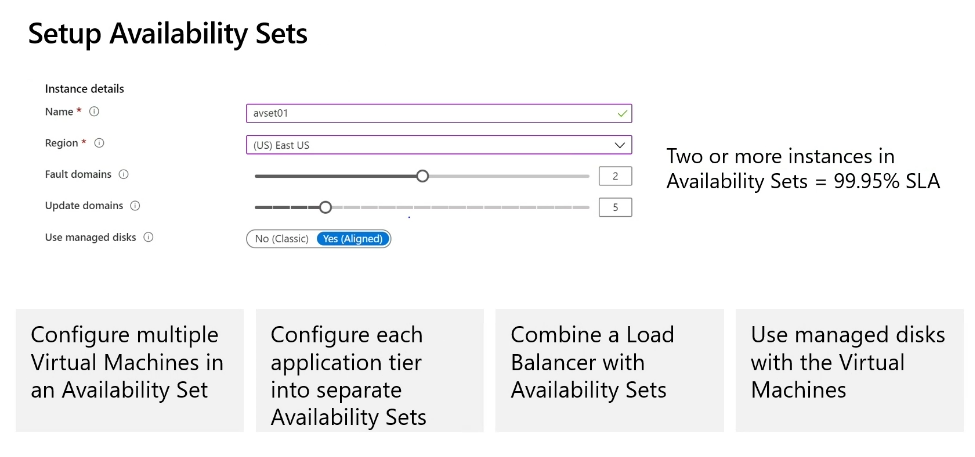 Setup Availability Sets
Instance details
Name *
avset01
Region *
(US) East US
Fault domains
2
Update domains
5
Use managed disks
No (Classic) Yes (Aligned)
Two or more instances in
Availability Sets = 99.95% SLA
Configure multiple
Virtual Machines in
an Availability Set
Configure each
application tier
into separate
Availability Sets
Combine a Load
Balancer with
Availability Sets
Use managed disks
with the Virtual
Machines